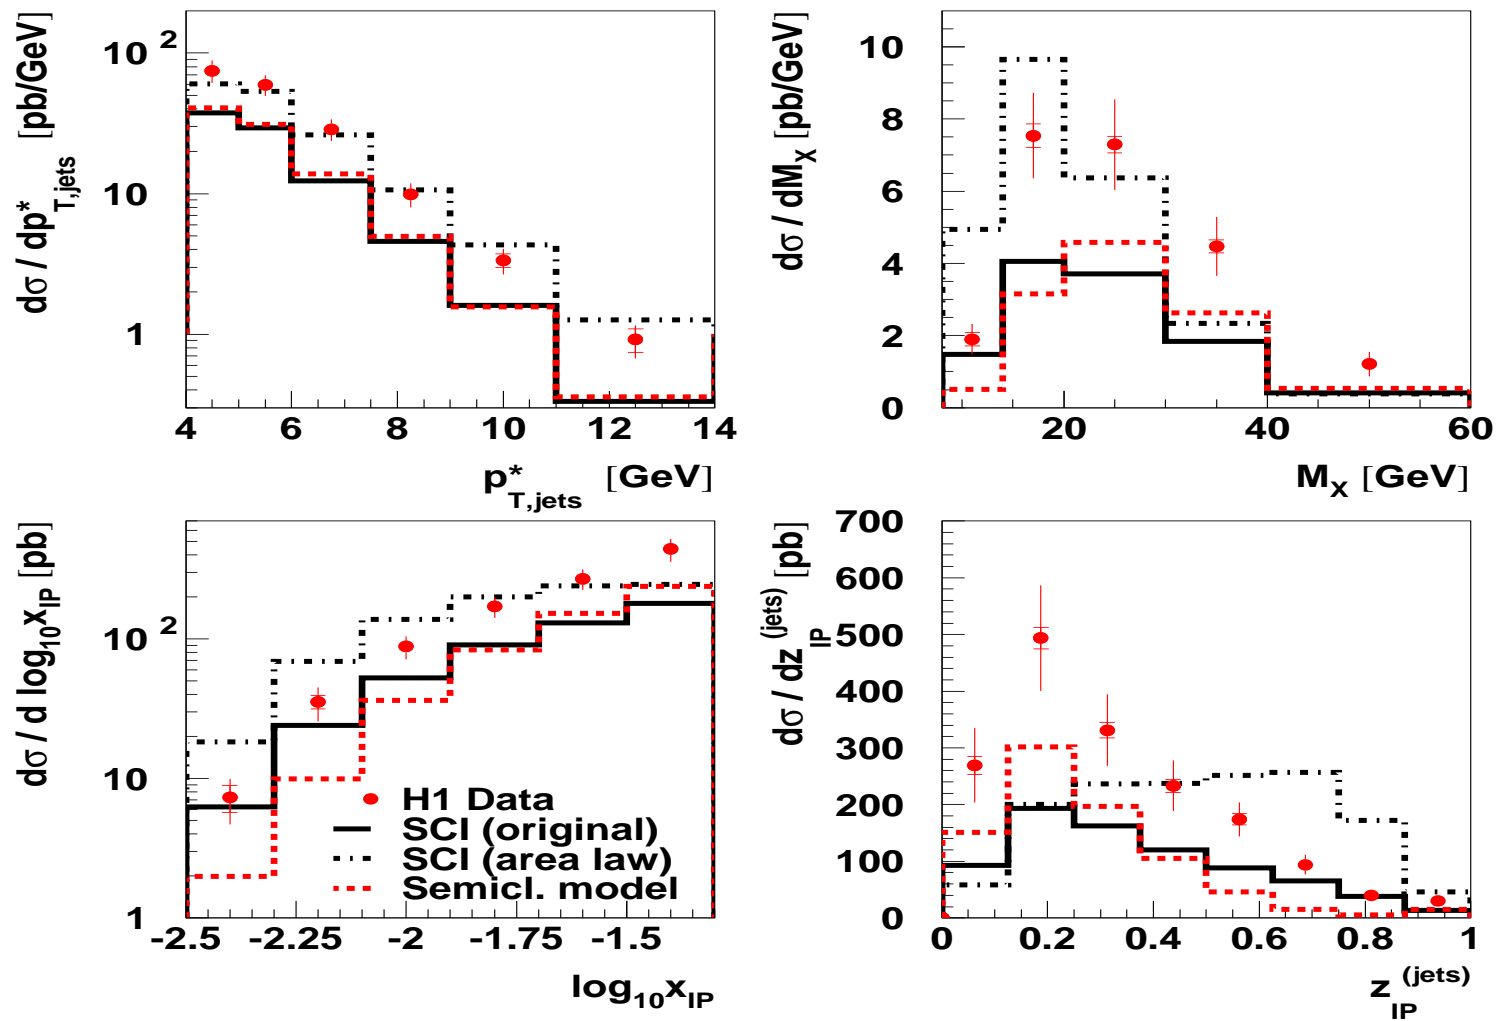 dσ / dp*T,jets [pb/GeV]
10 2
10
1
4 6 8 10 12 14
p*T,jets [GeV]
dσ / dMX [pb/GeV]
10
8
6
4
2
0
20 40 60
MX [GeV]
dσ / d log10xIP [pb]
10 2
10
1
H1 Data
SCI (original)
SCI (area law)
Semicl. model
-2.5 -2.25 -2 -1.75 -1.5
log10xIP
dσ / dzIP(jets) [pb]
700
600
500
400
300
200
100
0
0 0.2 0.4 0.6 0.8 1
zIP(jets)